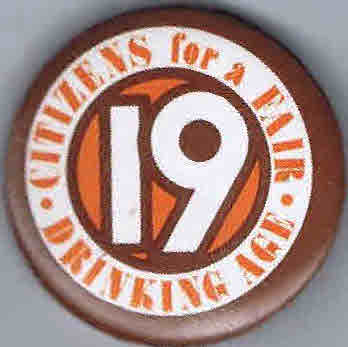 CITIZENS for a FAIR
DRINKING AGE
19